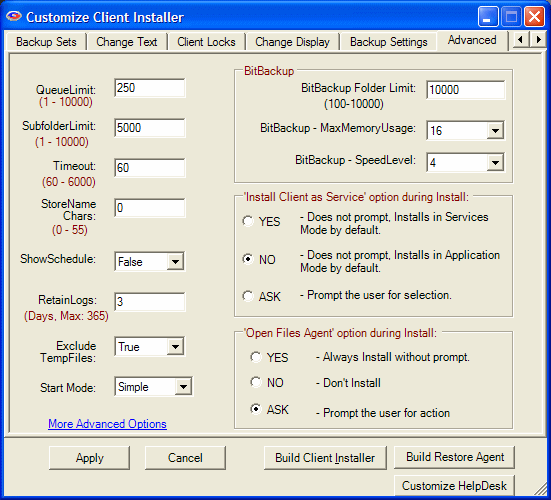 Customize Client Installer
Backup Sets
Change Text
Client Locks
Change Display
Backup Settings
Advanced
QueueLimit:
(1 - 10000)
250
SubfolderLimit:
(1 - 10000)
5000
Timeout:
(60 - 6000)
60
StoreName
Chars:
(0 - 55)
0
ShowSchedule:
False
RetainLogs:
(Days, Max: 365)
3
Exclude
TempFiles:
True
Start Mode:
Simple
More Advanced Options
BitBackup
BitBackup Folder Limit:
(100-10000)
10000
BitBackup - MaxMemoryUsage:
16
BitBackup - SpeedLevel:
4
'Install Client as Service' option during Install:
YES - Does not prompt, Installs in Services
Mode by default.
NO - Does not prompt, Installs in Application
Mode by default.
ASK - Prompt the user for selection.
'Open Files Agent' option during Install:
YES - Always Install without prompt.
NO - Don't Install
ASK - Prompt the user for action
Apply
Cancel
Build Client Installer
Build Restore Agent
Customize HelpDesk